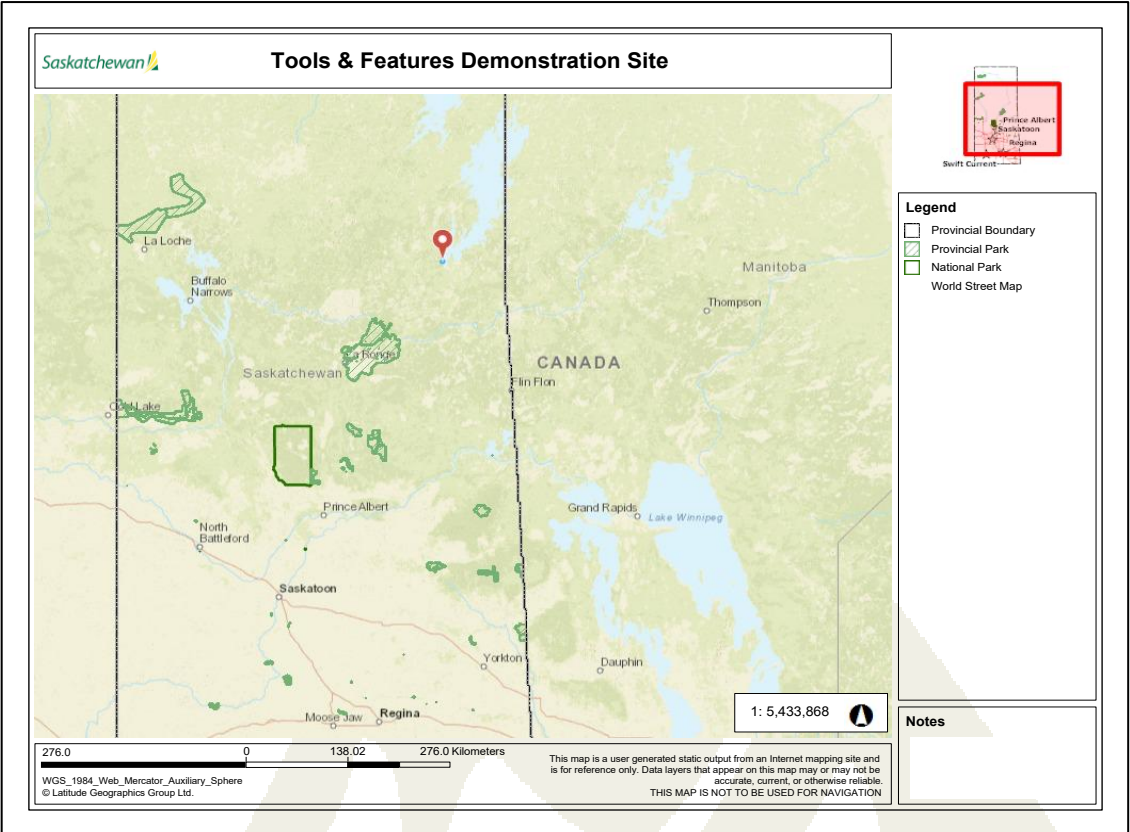 Saskatchewan
Tools & Features Demonstration Site
Prince Albert
Saskatoon
Regina
Swift Current
La Loche
Buffalo
Narrows
Manitoba
Thompson
La Ronge
CANADA
Saskatchewan
Flin Flon
Cold Lake
Prince Albert
Grand Rapids
Lake Winnipeg
North
Battleford
Saskatoon
Yorkton
Dauphin
Moose Jaw
Regina
1: 5,433,868
Legend
Provincial Boundary
Provincial Park
National Park
World Street Map
Notes
276.0 0 138.02 276.0 Kilometers
WGS_1984_Web_Mercator_Auxiliary_Sphere
© Latitude Geographics Group Ltd.
This map is a user generated static output from an Internet mapping site and
is for reference only. Data layers that appear on this map may or may not be
accurate, current, or otherwise reliable.
THIS MAP IS NOT TO BE USED FOR NAVIGATION